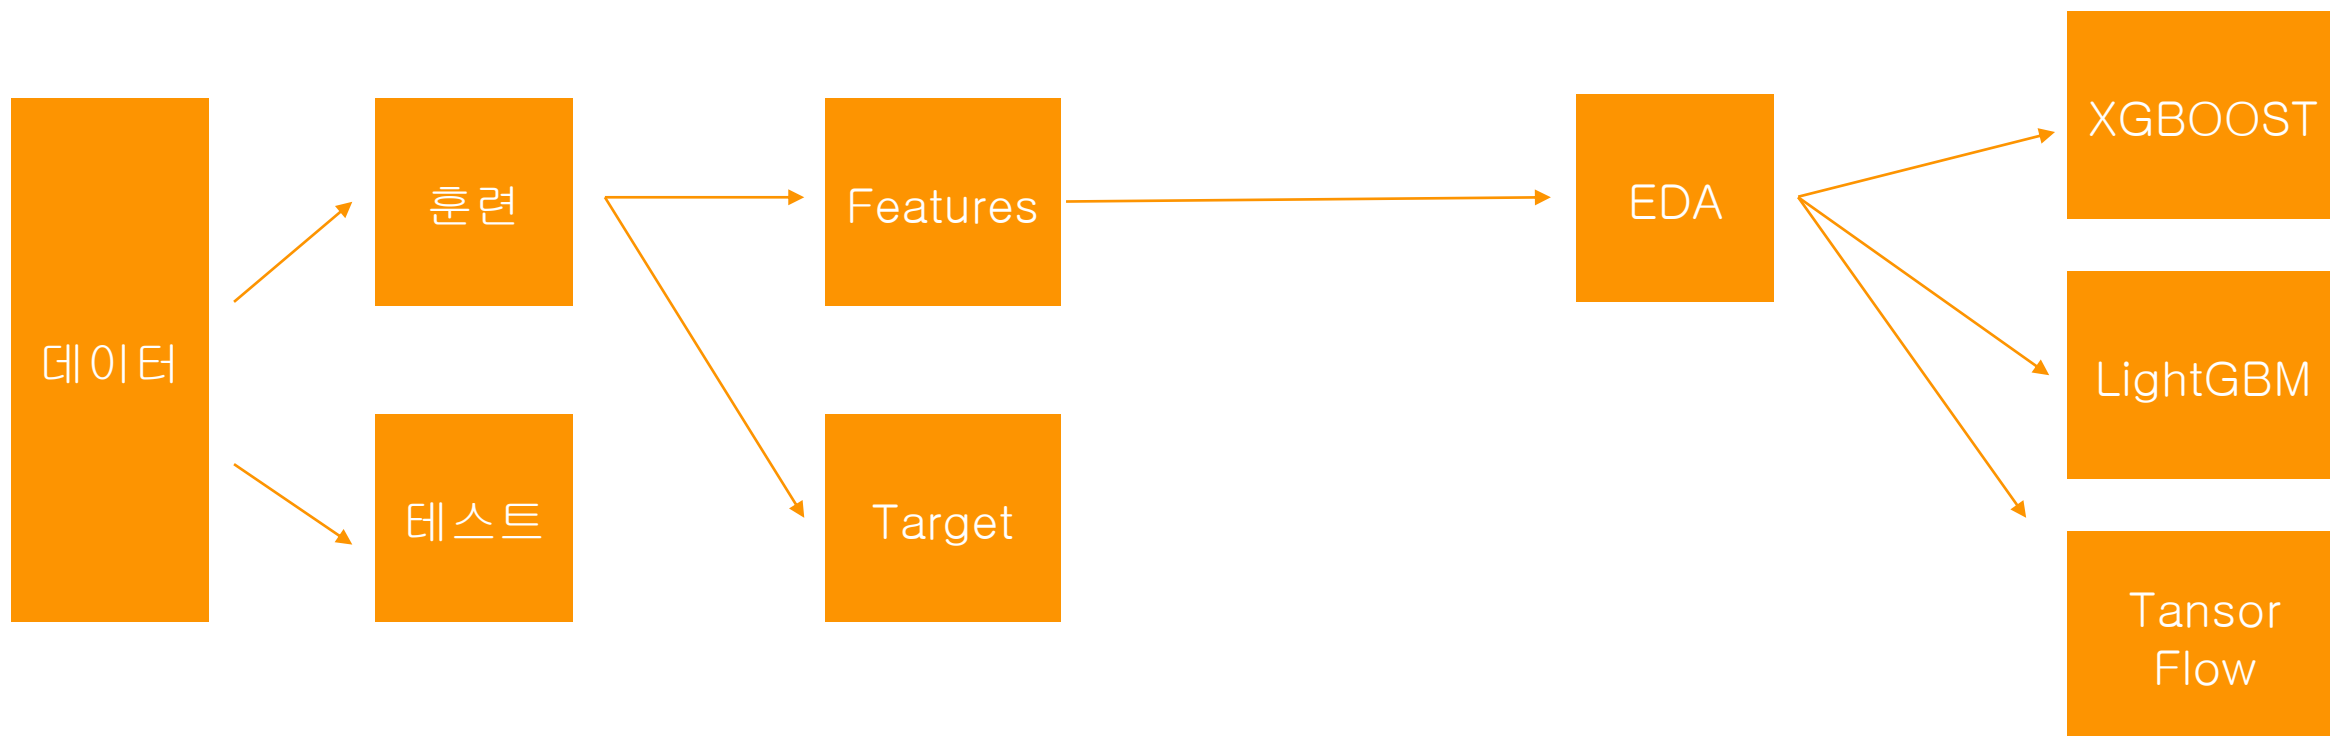 데이터
훈련
테스트
Features
Target
EDA
XGBOOST
LightGBM
Tansor
Flow